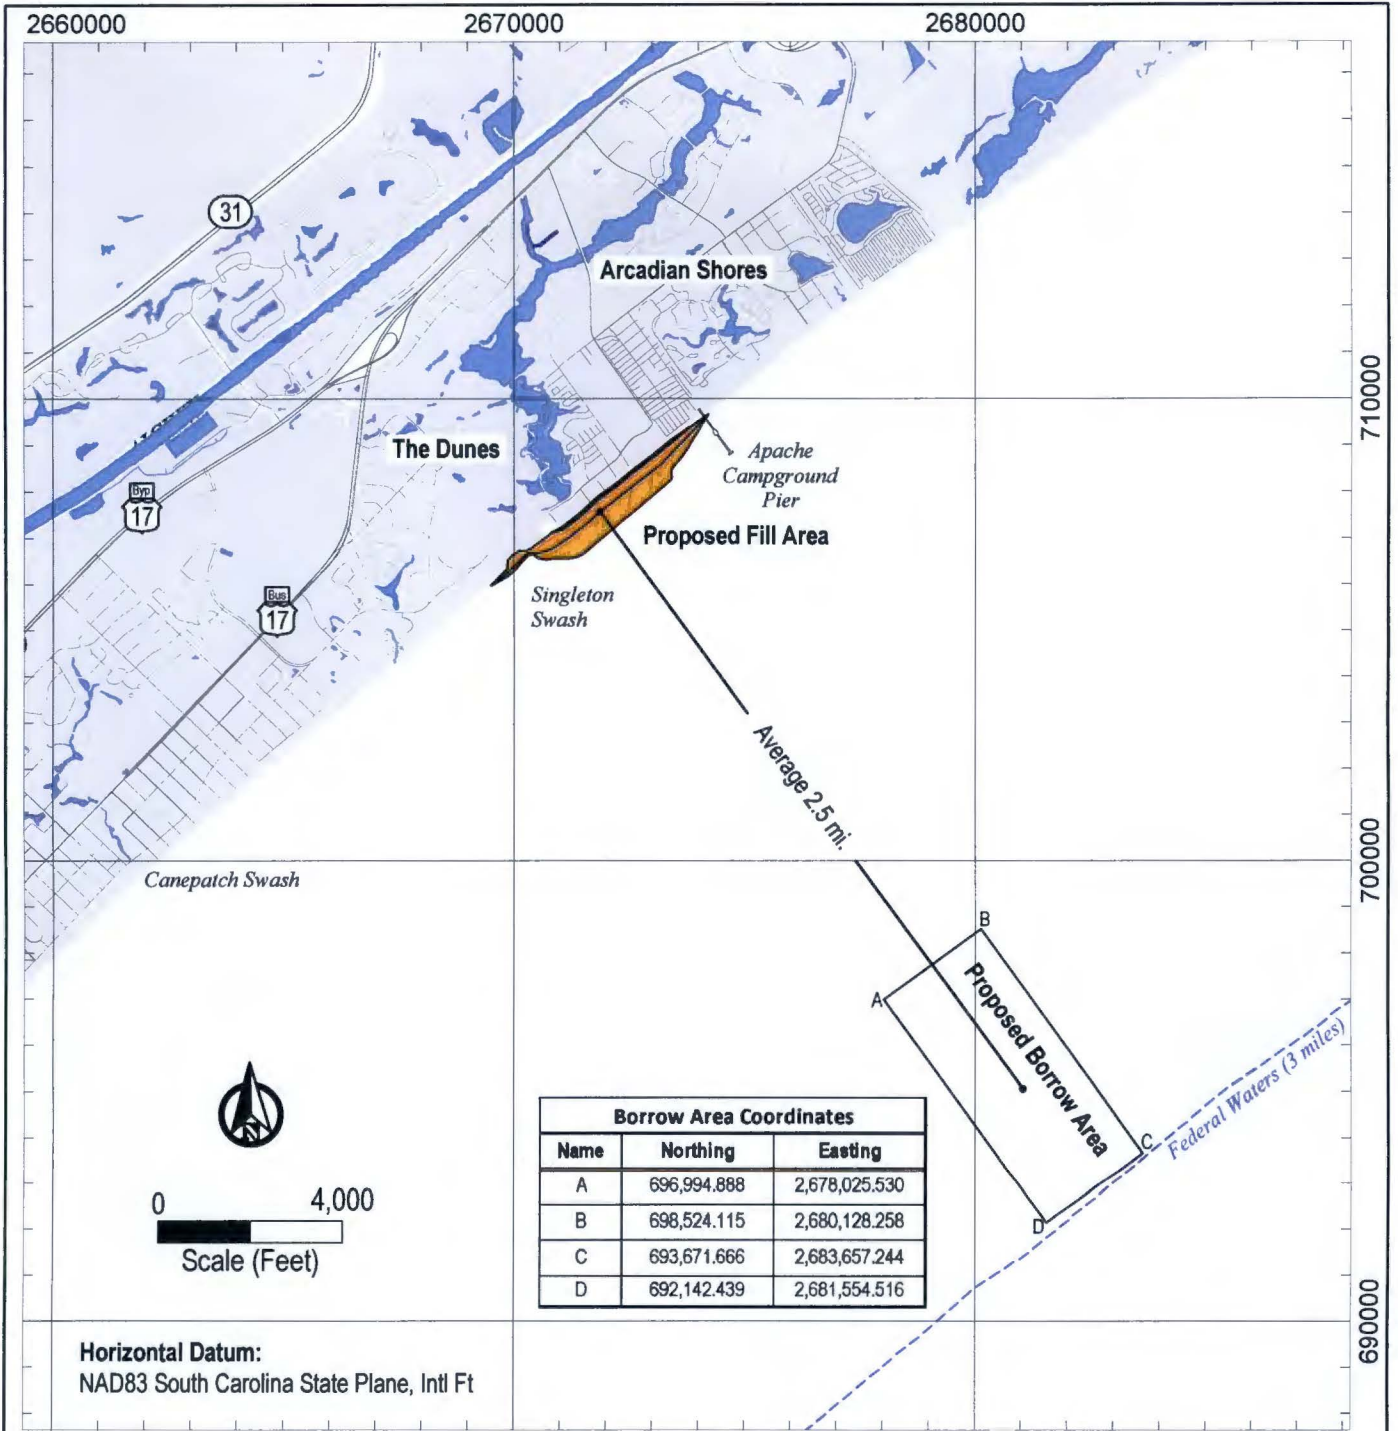 2660000 2670000 2680000
31
Arcadian Shores
710000
The Dunes
Apache
Campground
Pier
Byp
17
Proposed Fill Area
Singleton
Swash
Bus
17
Average 2.5 mi.
700000
Canepatch Swash
B
A
Proposed Borrow Area
Federal Waters (3 miles)
C
D
N
0 4,000
Scale (Feet)
Borrow Area Coordinates
Name Northing Easting
A 696,994.888 2,678,025.530
B 698,524.115 2,680,128.258
C 693,671.666 2,683,657.244
D 692,142.439 2,681,554.516
690000
Horizontal Datum:
NAD83 South Carolina State Plane, Intl Ft